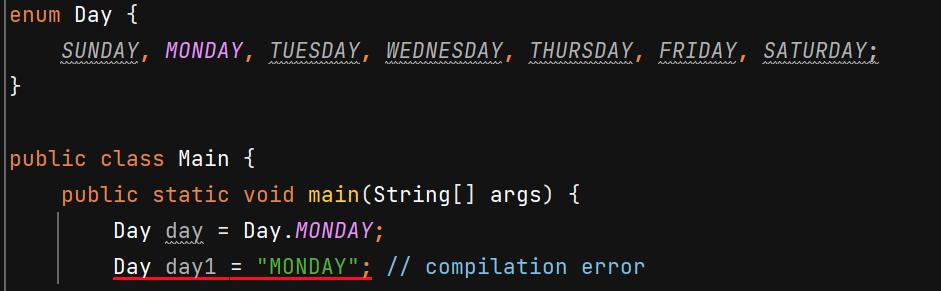 enum Day {
SUNDAY, MONDAY, TUESDAY, WEDNESDAY, THURSDAY, FRIDAY, SATURDAY;
}
public class Main {
public static void main(String[] args) {
Day day = Day.MONDAY;
Day day1 = "MONDAY"; // compilation error